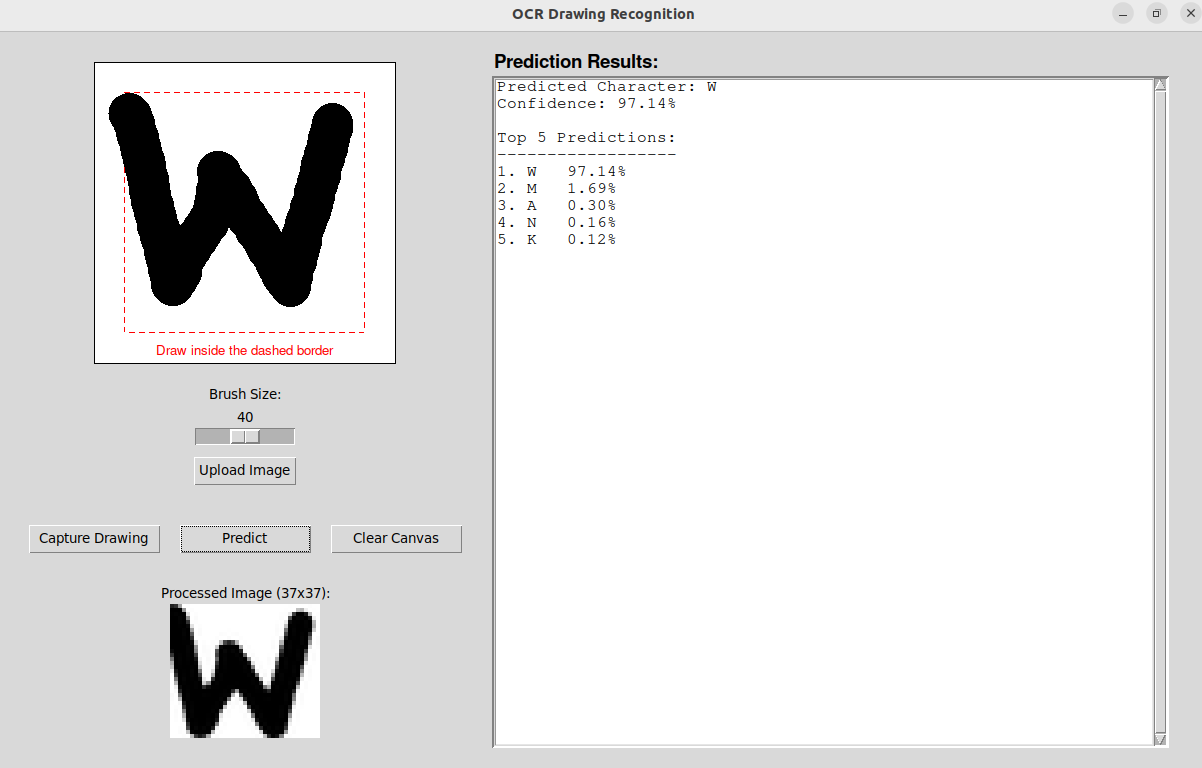 OCR Drawing Recognition
W
Draw inside the dashed border
Brush Size:
40
Upload Image
Capture Drawing Predict Clear Canvas
Processed Image (37x37):
W
Prediction Results:
Predicted Character: W
Confidence: 97.14%
Top 5 Predictions:
------------------
1. W 97.14%
2. M 1.69%
3. A 0.30%
4. N 0.16%
5. K 0.12%